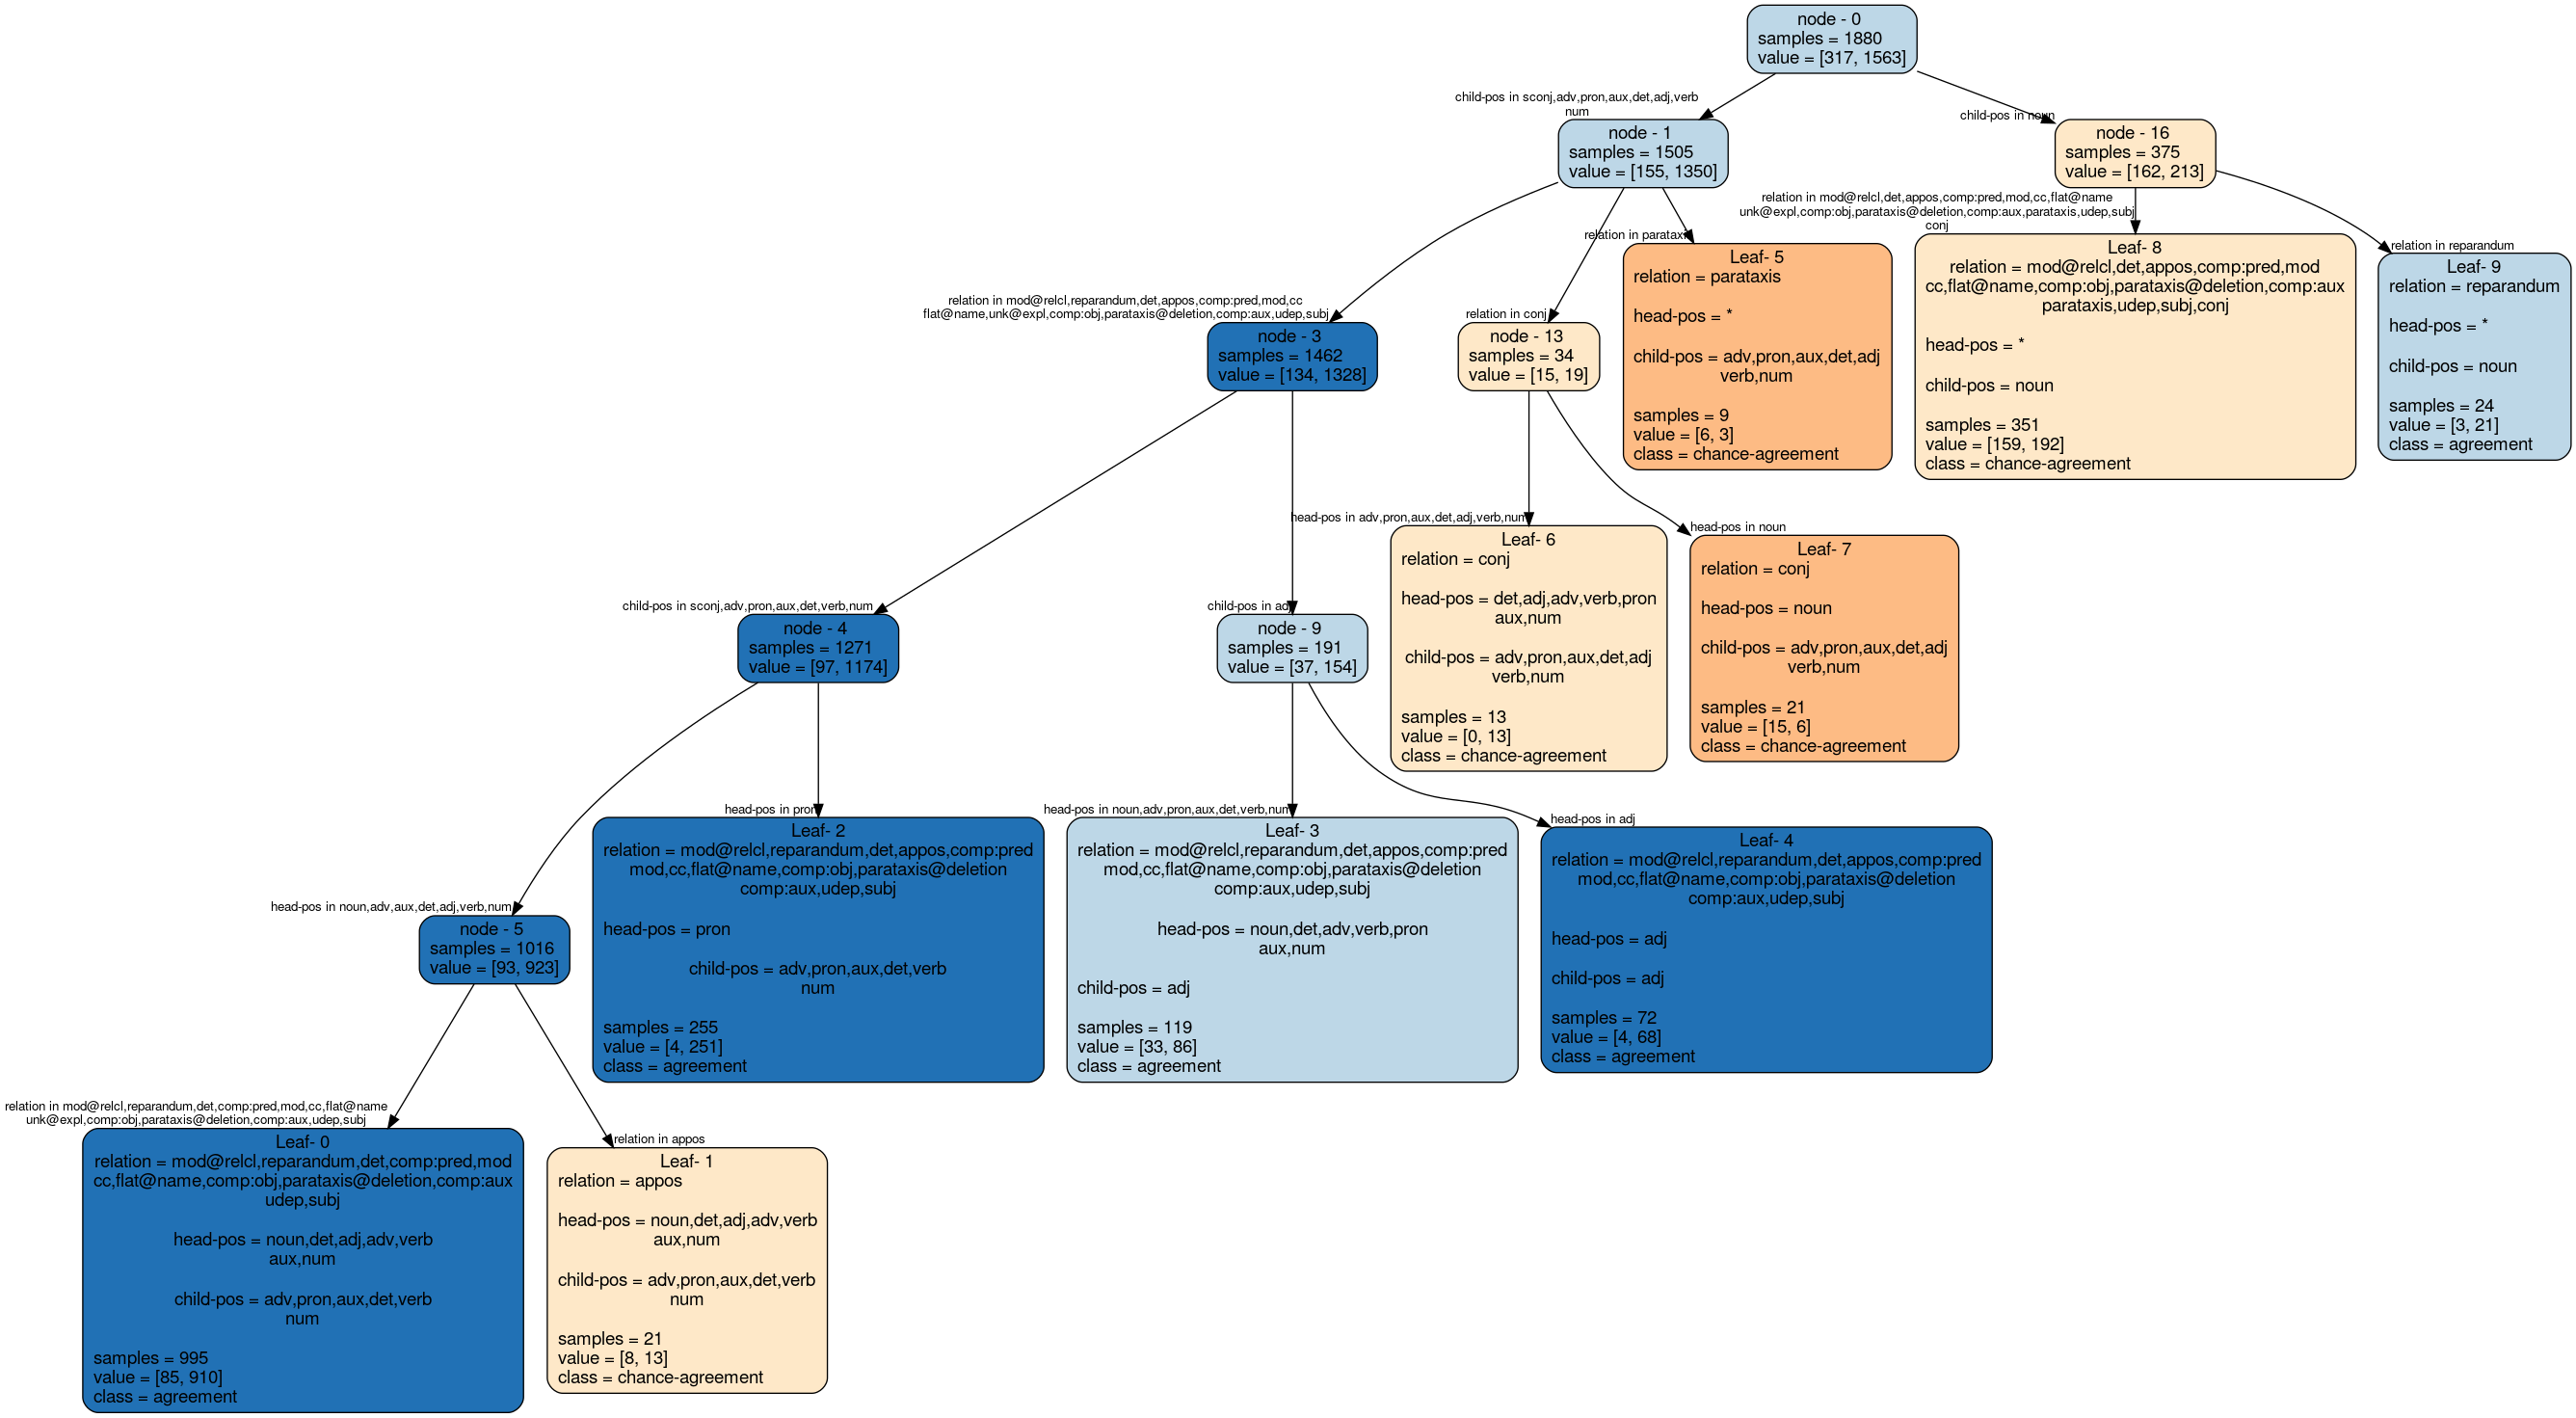 node - 0
samples = 1880
value = [317, 1563]
child-pos in sconj,adv,pron,aux,det,adj,verb
num
child-pos in noun
node - 1
samples = 1505
value = [155, 1350]
node - 16
samples = 375
value = [162, 213]
relation in mod@relcl,reparandum,det,appos,comp:pred,mod,cc
flat@name,unk@expl,comp:obj,parataxis@deletion,comp:aux,udep,subj
relation in conj
relation in parataxis
relation in mod@relcl,det,appos,comp:pred,mod,cc,flat@name
unk@expl,comp:obj,parataxis@deletion,comp:aux,parataxis,udep,subj
conj
relation in reparandum
node - 3
samples = 1462
value = [134, 1328]
node - 13
samples = 34
value = [15, 19]
Leaf- 5
relation = parataxis
head-pos = *
child-pos = adv,pron,aux,det,adj
verb,num
samples = 9
value = [6, 3]
class = chance-agreement
Leaf- 8
relation = mod@relcl,det,appos,comp:pred,mod
cc,flat@name,comp:obj,parataxis@deletion,comp:aux
parataxis,udep,subj,conj
head-pos = *
child-pos = noun
samples = 351
value = [159, 192]
class = chance-agreement
Leaf- 9
relation = reparandum
head-pos = *
child-pos = noun
samples = 24
value = [3, 21]
class = agreement
child-pos in sconj,adv,pron,aux,det,verb,num
child-pos in adj
head-pos in adv,pron,aux,det,adj,verb,num
head-pos in noun
node - 4
samples = 1271
value = [97, 1174]
node - 9
samples = 191
value = [37, 154]
Leaf- 6
relation = conj
head-pos = det,adj,adv,verb,pron
aux,num
child-pos = adv,pron,aux,det,adj
verb,num
samples = 13
value = [0, 13]
class = chance-agreement
Leaf- 7
relation = conj
head-pos = noun
child-pos = adv,pron,aux,det,adj
verb,num
samples = 21
value = [15, 6]
class = chance-agreement
head-pos in noun,adv,aux,det,adj,verb,num
head-pos in pron
head-pos in noun,adv,pron,aux,det,verb,num
head-pos in adj
node - 5
samples = 1016
value = [93, 923]
Leaf- 2
relation = mod@relcl,reparandum,det,appos,comp:pred
mod,cc,flat@name,comp:obj,parataxis@deletion
comp:aux,udep,subj
head-pos = pron
child-pos = adv,pron,aux,det,verb
num
samples = 255
value = [4, 251]
class = agreement
Leaf- 3
relation = mod@relcl,reparandum,det,appos,comp:pred
mod,cc,flat@name,comp:obj,parataxis@deletion
comp:aux,udep,subj
head-pos = noun,det,adv,verb,pron
aux,num
child-pos = adj
samples = 119
value = [33, 86]
class = agreement
Leaf- 4
relation = mod@relcl,reparandum,det,appos,comp:pred
mod,cc,flat@name,comp:obj,parataxis@deletion
comp:aux,udep,subj
head-pos = adj
child-pos = adj
samples = 72
value = [4, 68]
class = agreement
relation in mod@relcl,reparandum,det,comp:pred,mod,cc,flat@name
unk@expl,comp:obj,parataxis@deletion,comp:aux,udep,subj
relation in appos
Leaf- 0
relation = mod@relcl,reparandum,det,comp:pred,mod
cc,flat@name,comp:obj,parataxis@deletion,comp:aux
udep,subj
head-pos = noun,det,adj,adv,verb
aux,num
child-pos = adv,pron,aux,det,verb
num
samples = 995
value = [85, 910]
class = agreement
Leaf- 1
relation = appos
head-pos = noun,det,adj,adv,verb
aux,num
child-pos = adv,pron,aux,det,verb
num
samples = 21
value = [8, 13]
class = chance-agreement